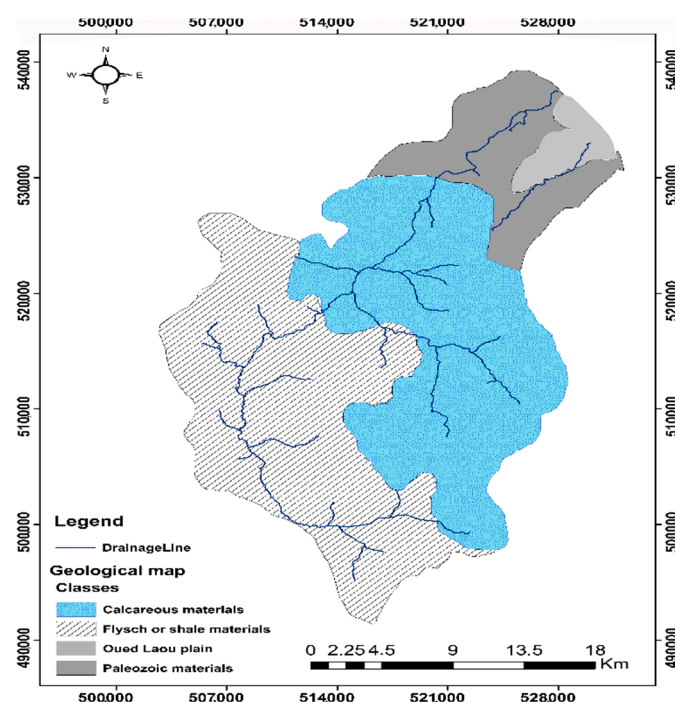 500.000 507.000 514.000 521.000 528.000
540000 540000
N
W E
S
530000 530000
520000 520000
510000 510000
500000 500000
490000 490000
Legend
DrainageLine
Geological map
Classes
Calcareous materials
Flysch or shale materials
Oued Laou plain
Paleozoic materials
0 2.25 4.5 9 13.5 18
Km
500.000 507.000 514.000 521.000 528.000